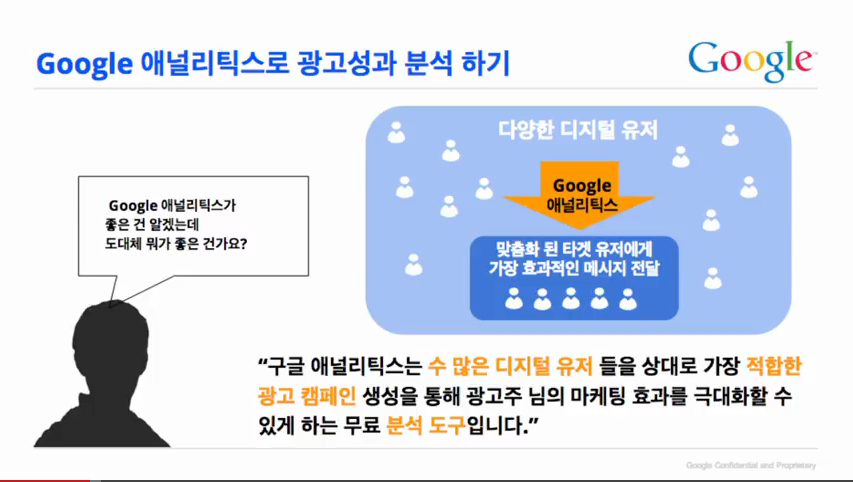 Google 애널리틱스로 광고성과 분석 하기
Google
다양한 디지털 유저
Google
애널리틱스
맞춤화 된 타겟 유저에게
가장 효과적인 메시지 전달
Google 애널리틱스가
좋은 건 알겠는데
도대체 뭐가 좋은 건가요?
“구글 애널리틱스는 수 많은 디지털 유저 들을 상대로 가장 적합한
광고 캠페인 생성을 통해 광고주 님의 마케팅 효과를 극대화할 수
있게 하는 무료 분석 도구입니다.”
Google Confidential and Proprietary